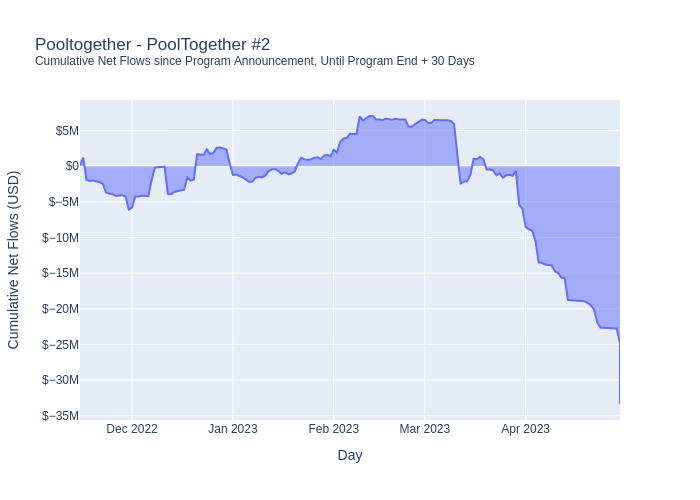 Pooltogether - PoolTogether #2
Cumulative Net Flows since Program Announcement, Until Program End + 30 Days
Cumulative Net Flows (USD)
$5M
$0
$−5M
$−10M
$−15M
$−20M
$−25M
$−30M
$−35M
Dec 2022
Jan 2023
Feb 2023
Mar 2023
Apr 2023
Day